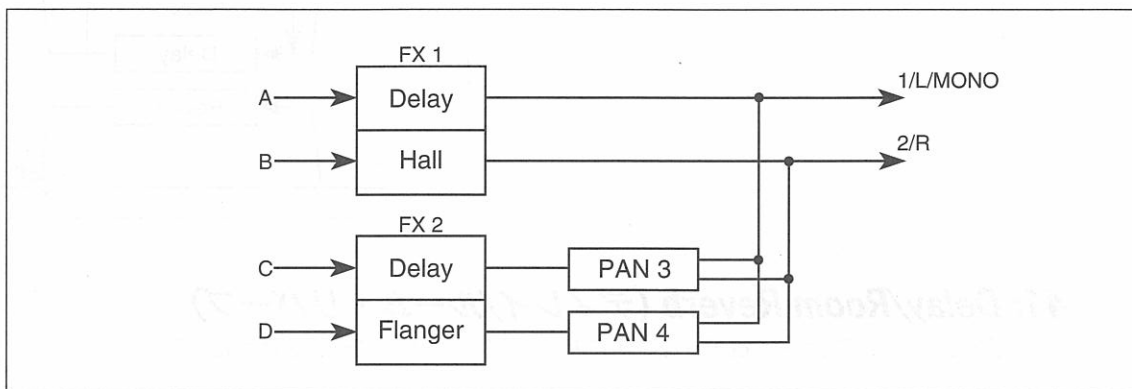 FX 1
A
Delay
1/L/MONO
B
Hall
2/R
FX 2
C
Delay
PAN 3
D
Flanger
PAN 4